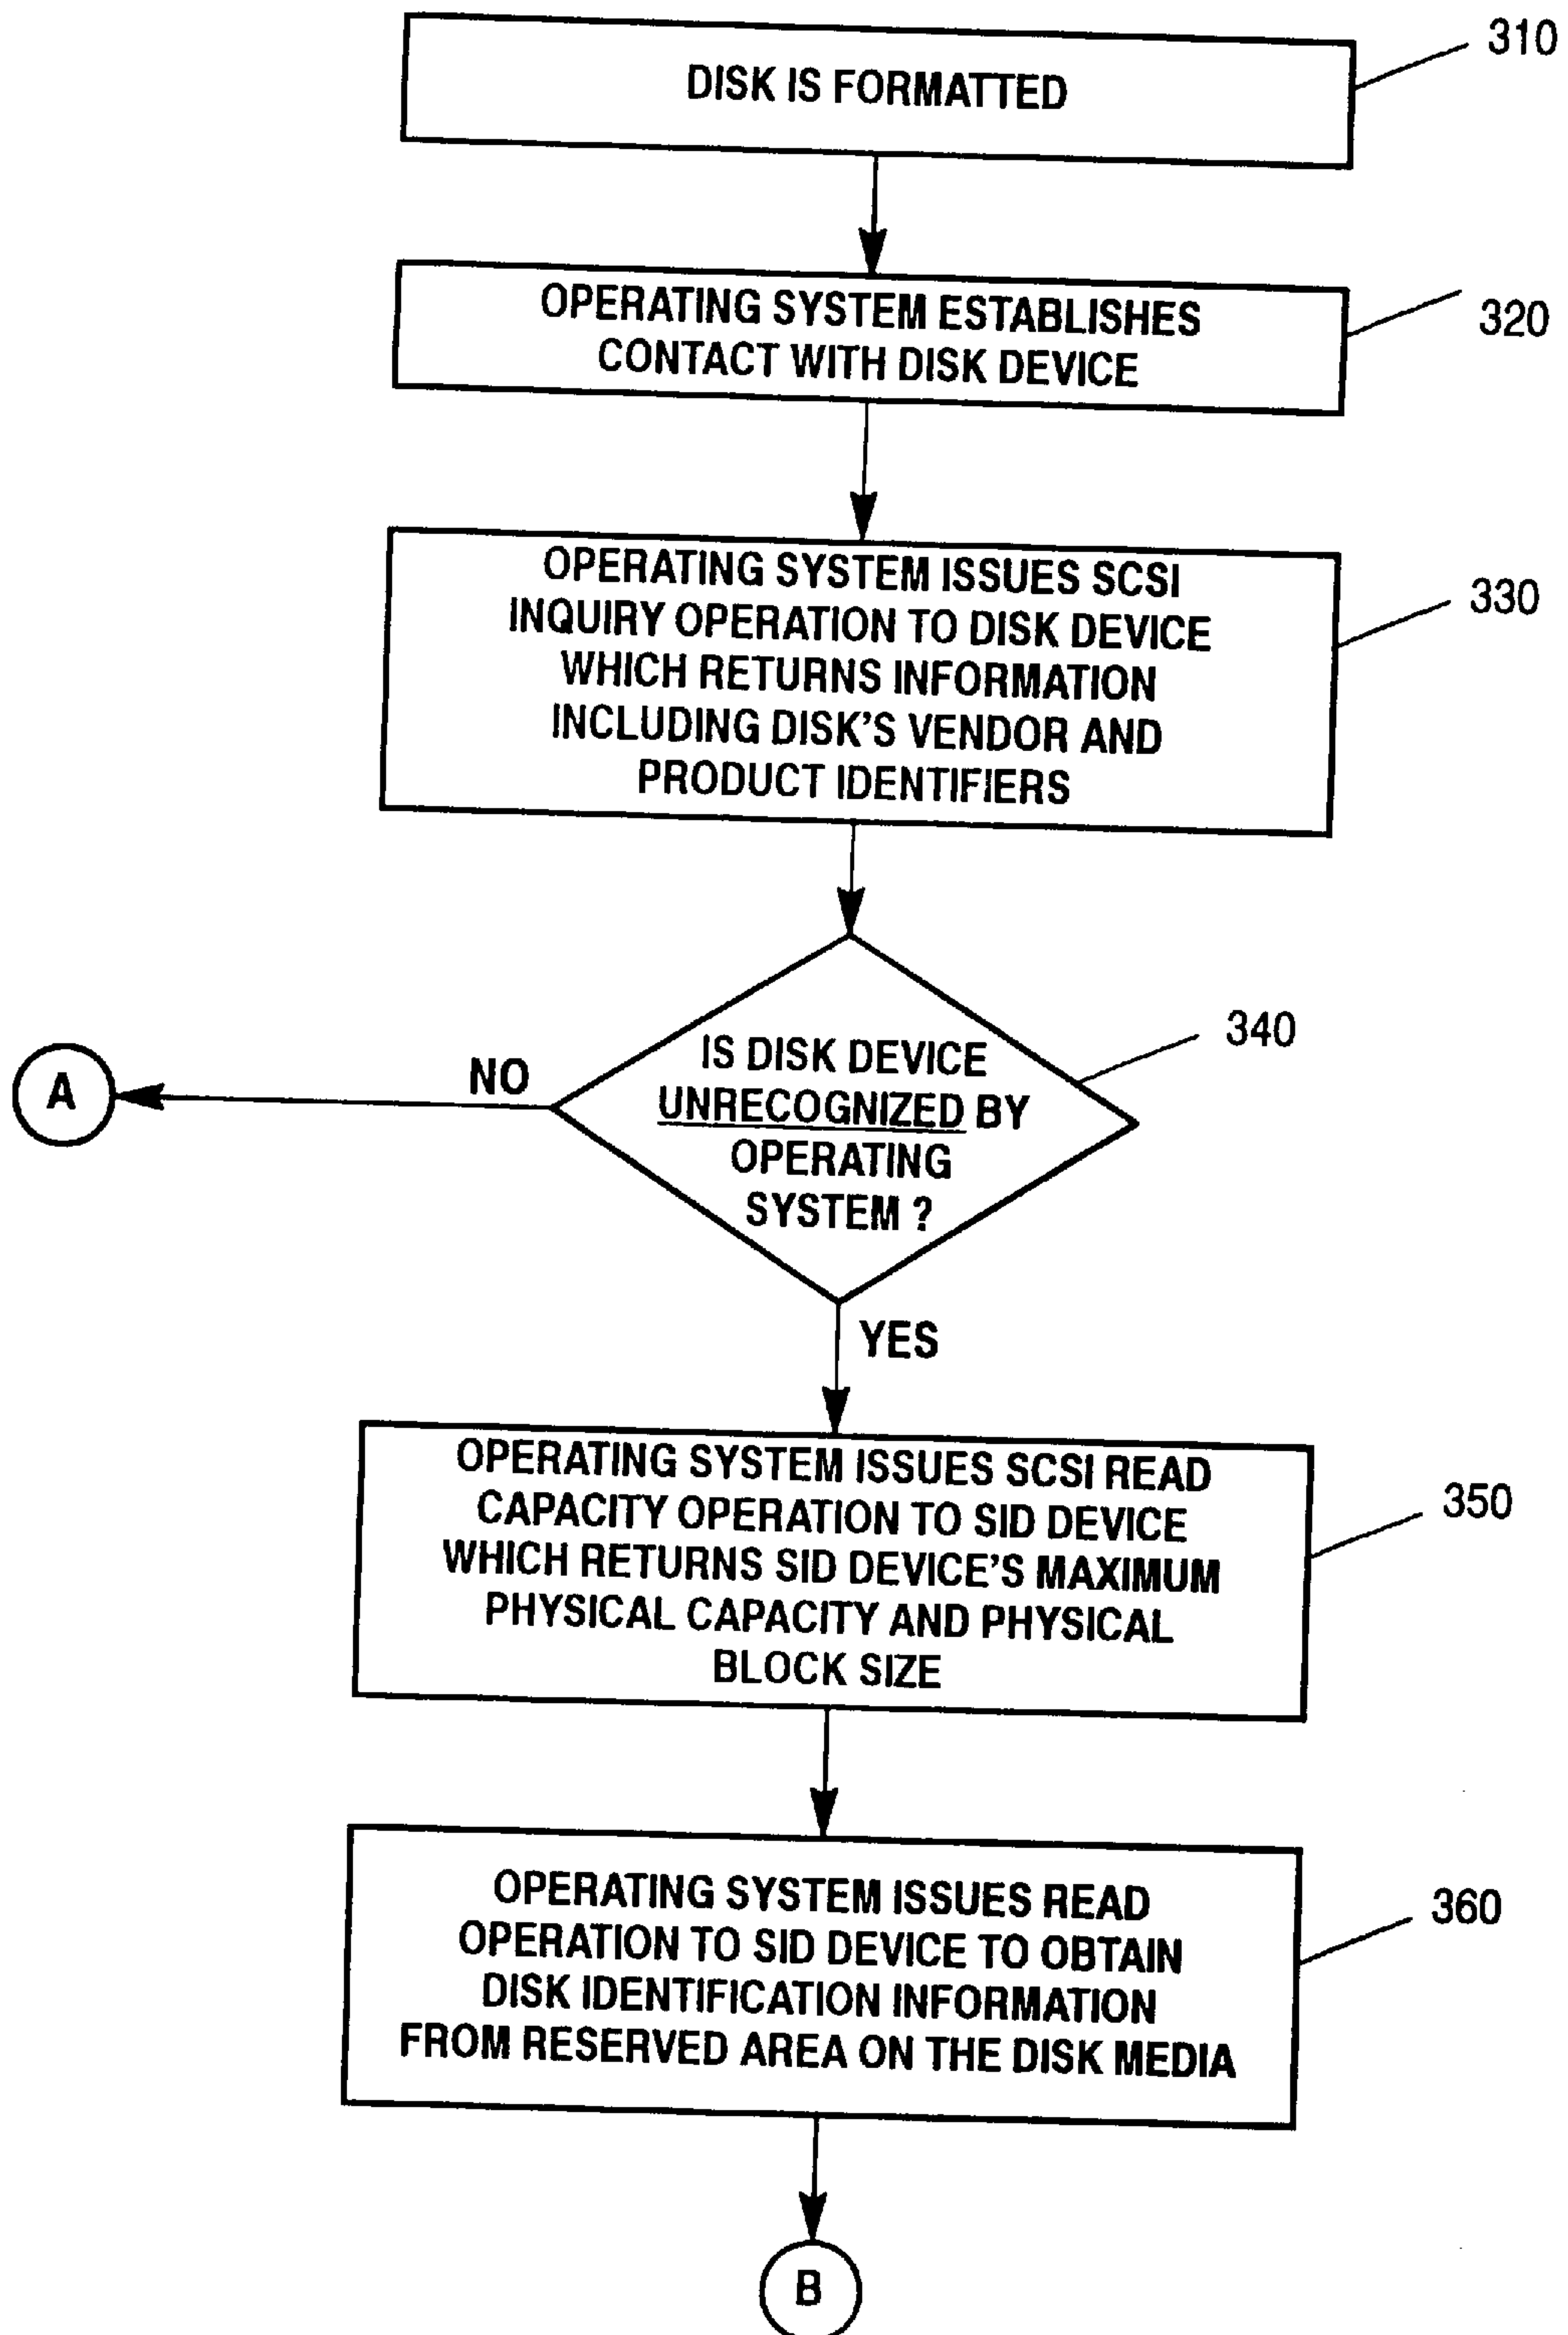 DISK IS FORMATTED
310
OPERATING SYSTEM ESTABLISHES
CONTACT WITH DISK DEVICE
320
OPERATING SYSTEM ISSUES SCSI
INQUIRY OPERATION TO DISK DEVICE
WHICH RETURNS INFORMATION
INCLUDING DISK'S VENDOR AND
PRODUCT IDENTIFIERS
330
IS DISK DEVICE
UNRECOGNIZED BY
OPERATING
SYSTEM ?
340
NO
A
YES
OPERATING SYSTEM ISSUES SCSI READ
CAPACITY OPERATION TO SID DEVICE
WHICH RETURNS SID DEVICE'S MAXIMUM
PHYSICAL CAPACITY AND PHYSICAL
BLOCK SIZE
350
OPERATING SYSTEM ISSUES READ
OPERATION TO SID DEVICE TO OBTAIN
DISK IDENTIFICATION INFORMATION
FROM RESERVED AREA ON THE DISK MEDIA
360
B